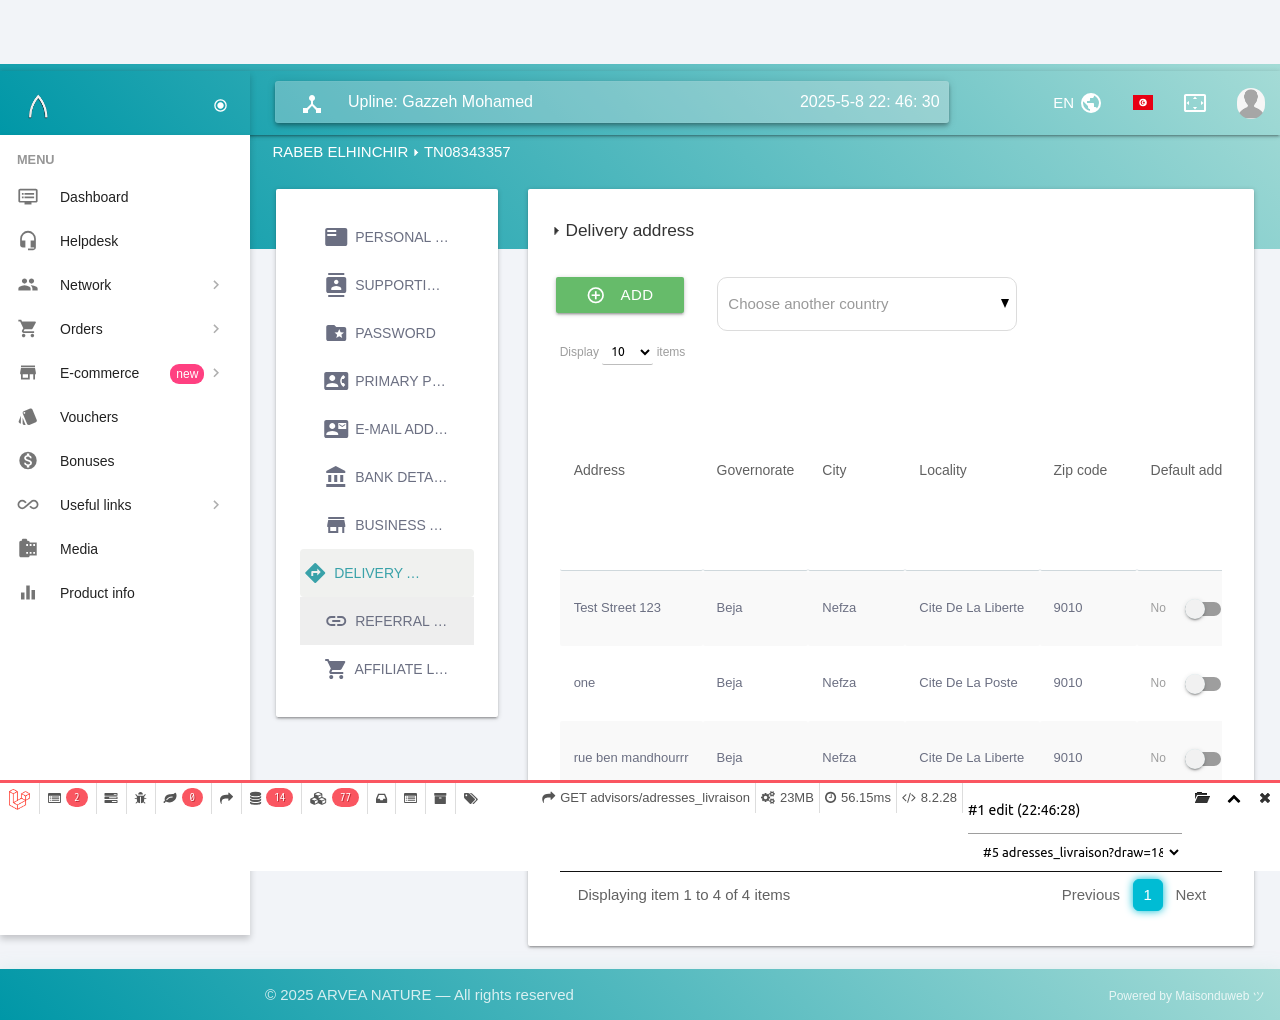 Upline: Gazzeh Mohamed
2025-5-8 22: 46: 30
EN
RABEB ELHINCHIR
TN08343357
MENU
Dashboard
Helpdesk
Network
Orders
E-commerce
new
Vouchers
Bonuses
Useful links
Media
Product info
PERSONAL ...
SUPPORTI...
PASSWORD
PRIMARY P...
E-MAIL ADD...
BANK DETA...
BUSINESS ...
DELIVERY ...
REFERRAL ...
AFFILIATE L...
Delivery address
ADD
Choose another country
Display 10 items
Address Governorate City Locality Zip code Default add
Test Street 123 Beja Nefza Cite De La Liberte 9010 No
one Beja Nefza Cite De La Poste 9010 No
rue ben mandhourrr Beja Nefza Cite De La Liberte 9010 No
2 0 14 77
GET advisors/adresses_livraison 23MB 56.15ms 8.2.28
#1 edit (22:46:28)
#5 adresses_livraison?draw=1&
Displaying item 1 to 4 of 4 items
Previous 1 Next
© 2025 ARVEA NATURE — All rights reserved
Powered by Maisonduweb ツ